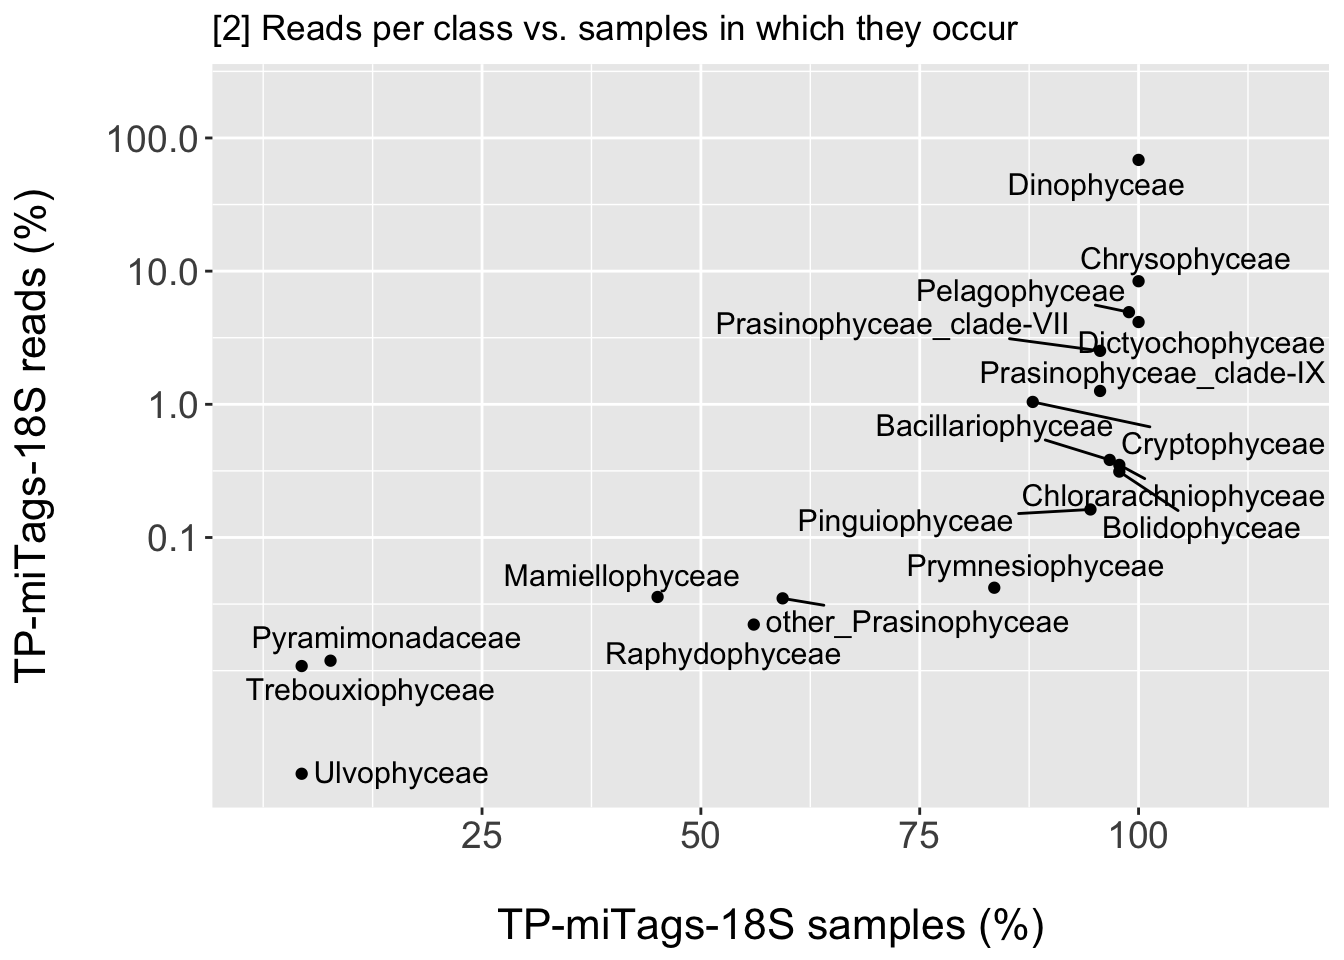 [2] Reads per class vs. samples in which they occur
TP-miTags-18S reads (%)
100.0
10.0
1.0
0.1
Dinophyceae
Chrysophyceae
Pelagophyceae
Prasinophyceae_clade-VII
Dictyochophyceae
Prasinophyceae_clade-IX
Bacillariophyceae
Cryptophyceae
Chlorarachniophyceae
Pinguiophyceae
Bolidophyceae
Prymnesiophyceae
Mamiellophyceae
other_Prasinophyceae
Pyramimonadaceae
Raphydophyceae
Trebouxiophyceae
Ulvophyceae
25
50
75
100
TP-miTags-18S samples (%)